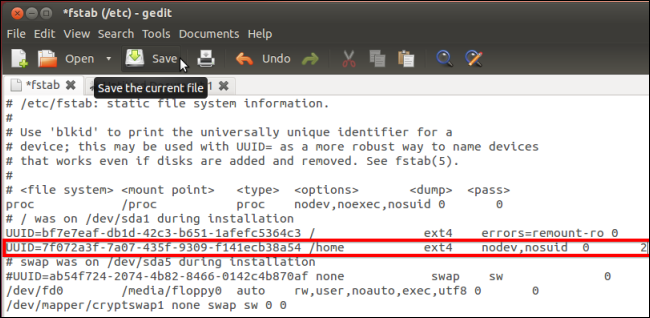 *fstab (/etc) - gedit
File Edit View Search Tools Documents Help
Open Save Undo
*fstab 1
Save the current file
# /etc/fstab: static file system information.
#
# Use 'blkid' to print the universally unique identifier for a
# device; this may be used with UUID= as a more robust way to name devices
# that works even if disks are added and removed. See fstab(5).
#
# <file system> <mount point> <type> <options> <dump> <pass>
proc /proc proc nodev,noexec,nosuid 0 0
# / was on /dev/sda1 during installation
UUID=bf7e7eaf-db1d-42c3-b651-1afefc5364c3 / ext4 errors=remount-ro 0
UUID=7f072a3f-7a07-435f-9309-f141ecb38a54 /home ext4 nodev,nosuid 0 2
# swap was on /dev/sda5 during installation
#UUID=ab54f724-2074-4b82-8466-0142c4b870af none swap sw 0
/dev/fd0 /media/floppy0 auto rw,user,noauto,exec,utf8 0 0
/dev/mapper/cryptswap1 none swap sw 0 0